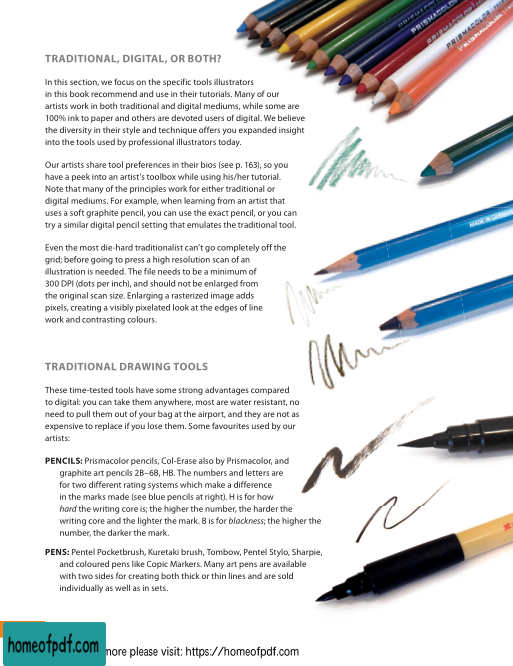 PRISMACOLOR
PRISMACOLOR
PRISMACOLOR
TRADITIONAL, DIGITAL, OR BOTH?
In this section, we focus on the specific tools illustrators
in this book recommend and use in their tutorials. Many of our
artists work in both traditional and digital mediums, while some are
100% ink to paper and others are devoted users of digital. We believe
the diversity in their style and technique offers you expanded insight
into the tools used by professional illustrators today.
Our artists share tool preferences in their bios (see p. 163), so you
have a peek into an artist's toolbox while using his/her tutorial.
Note that many of the principles work for either traditional or
digital mediums. For example, when learning from an artist that
uses a soft graphite pencil, you can use the exact pencil, or you can
try a similar digital pencil setting that emulates the traditional tool.
MADE IN GERMANY
Even the most die-hard traditionalist can't go completely off the
grid; before going to press a high resolution scan of an
illustration is needed. The file needs to be a minimum of
300 DPI (dots per inch), and should not be enlarged from
the original scan size. Enlarging a rasterized image adds
pixels, creating a visibly pixelated look at the edges of line
work and contrasting colours.
TRADITIONAL DRAWING TOOLS
These time-tested tools have some strong advantages compared
to digital: you can take them anywhere, most are water resistant, no
need to pull them out of your bag at the airport, and they are not as
expensive to replace if you lose them. Some favourites used by our
artists:
PENCILS: Prismacolor pencils, Col-Erase also by Prismacolor, and
graphite art pencils 2B–6B, HB. The numbers and letters are
for two different rating systems which make a difference
in the marks made (see blue pencils at right). H is for how
hard the writing core is; the higher the number, the harder the
writing core and the lighter the mark. B is for blackness; the higher the
number, the darker the mark.
PENS: Pentel Pocketbrush, Kuretaki brush, Tombow, Pentel Stylo, Sharpie,
and coloured pens like Copic Markers. Many art pens are available
with two sides for creating both thick or thin lines and are sold
individually as well as in sets.
homeofpdf.com
more please visit: https://homeofpdf.com